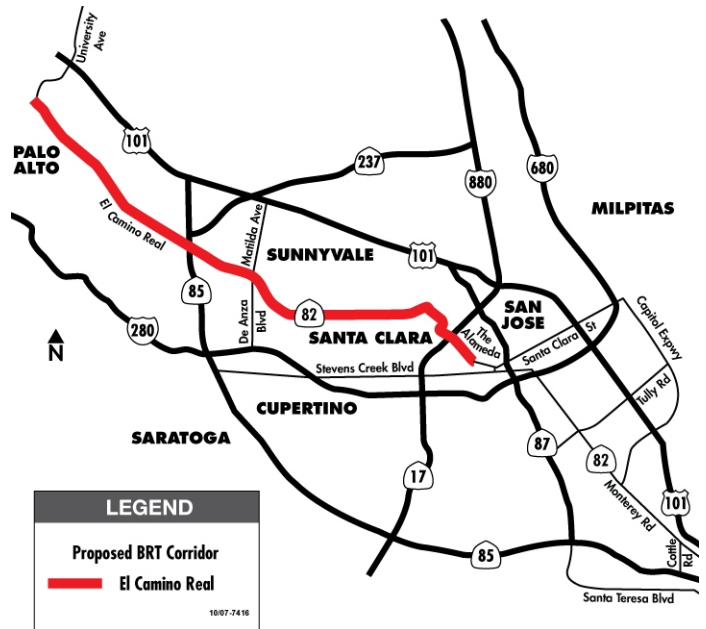 University
Ave
101
PALO
ALTO
237
880
680
MILPITAS
El Camino Real
Matilda Ave
SUNNYVALE
101
85
280
N
De Anza
Blvd
82
SANTA CLARA
The
Alameda
SAN
JOSE
Santa Clara St
Capitol Expwy
Stevens Creek Blvd
Tully Rd
CUPERTINO
SARATOGA
17
87
82
Monterey Rd
101
85
Cottle
Rd
Santa Teresa Blvd
LEGEND
Proposed BRT Corridor
El Camino Real
10/07-7416